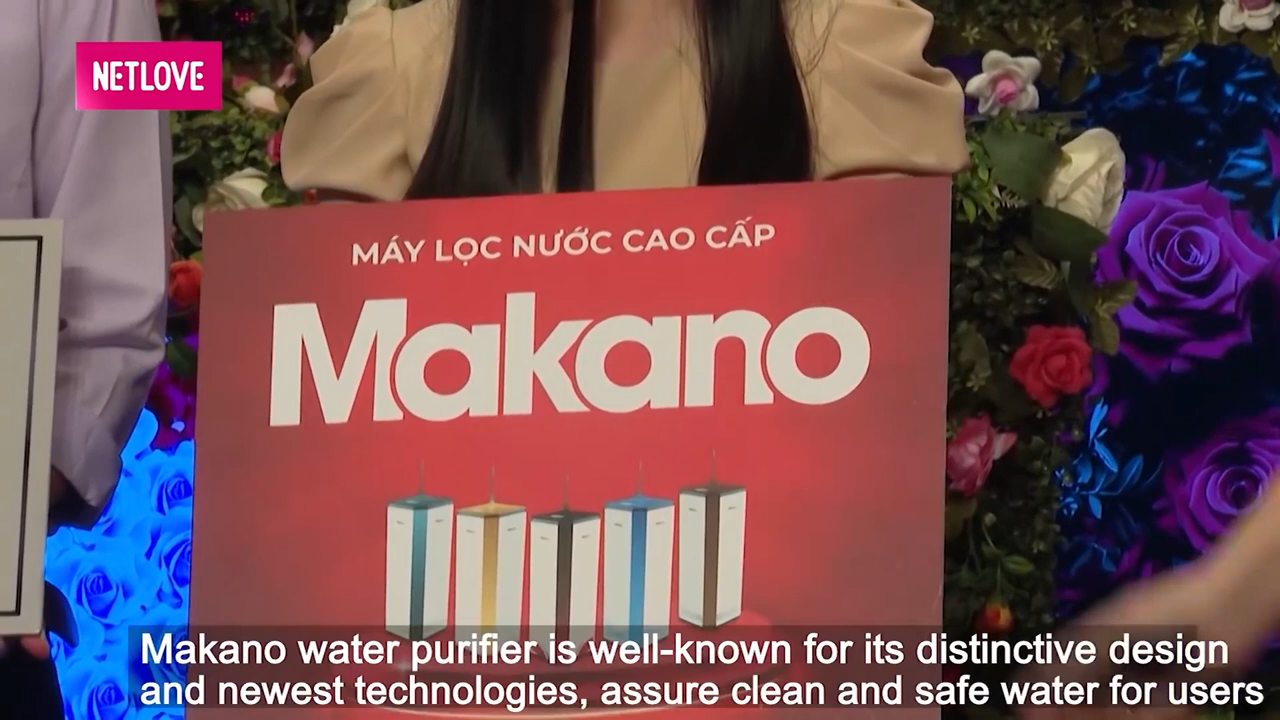 NETLOVE
MÁY LỌC NƯỚC CAO CẤP
Makano
Makano water purifier is well-known for its distinctive design
and newest technologies, assure clean and safe water for users